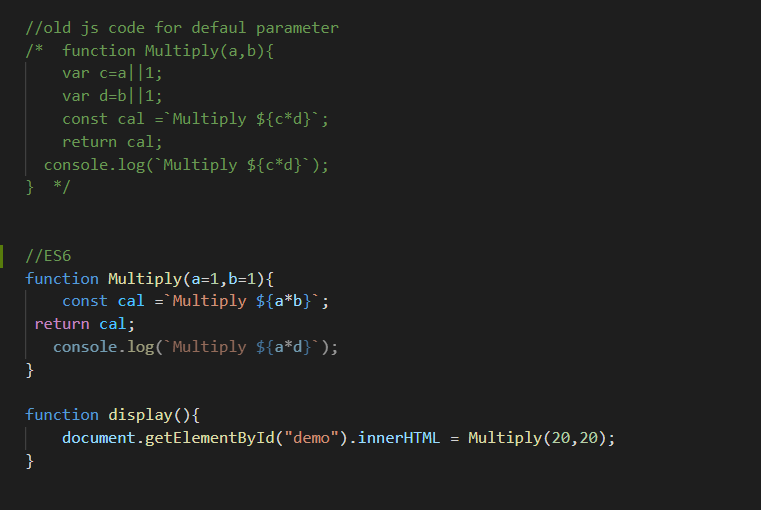 //old js code for defaul parameter
/*  function Multiply(a,b){
    var c=a||1;
    var d=b||1;
    const cal =`Multiply ${c*d}`;
    return cal;
  console.log(`Multiply ${c*d}`);
}  */
//ES6
function Multiply(a=1,b=1){
    const cal =`Multiply ${a*b}`;
 return cal;
   console.log(`Multiply ${a*d}`);
}
function display(){
    document.getElementById("demo").innerHTML = Multiply(20,20);
}